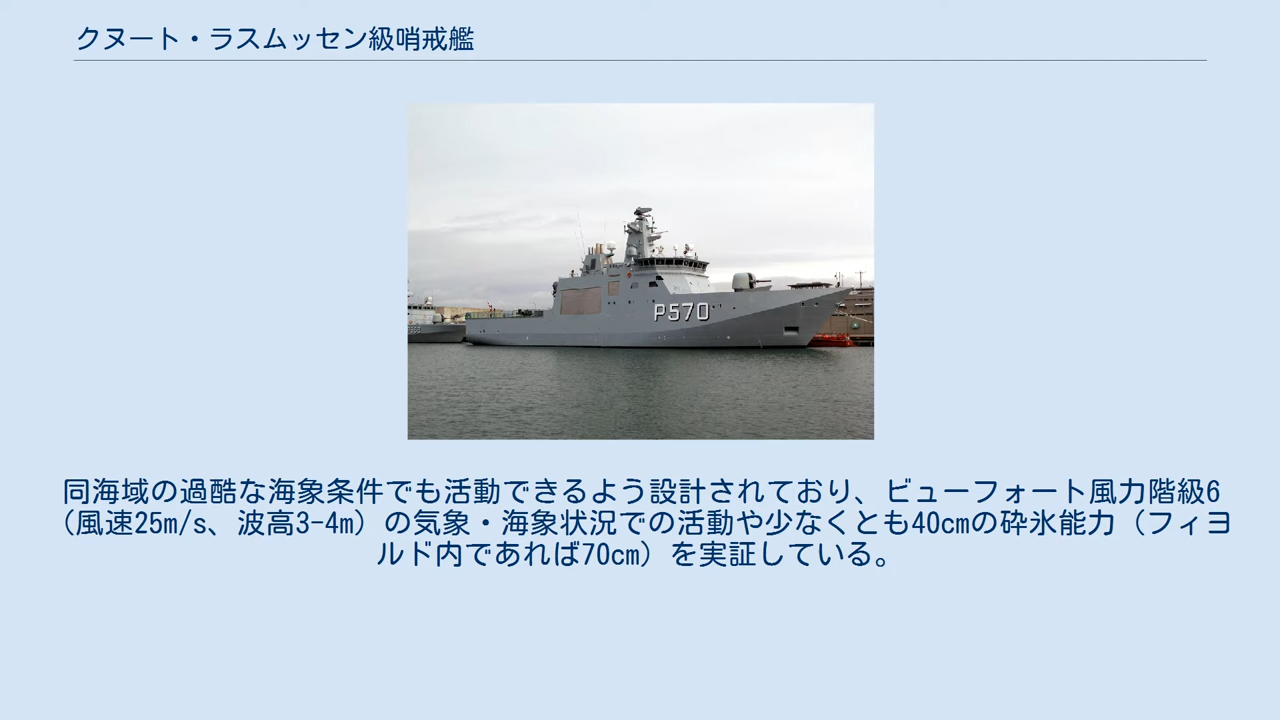 クヌート・ラスムッセン級哨戒艦
P570
同海域の過酷な海象条件でも活動できるよう設計されており、ビューフォート風力階級6
(風速25m/s、波高3-4m) の気象・海象状況での活動や少なくとも40cmの砕氷能力 (フィヨ
ルド内であれば70cm) を実証している。